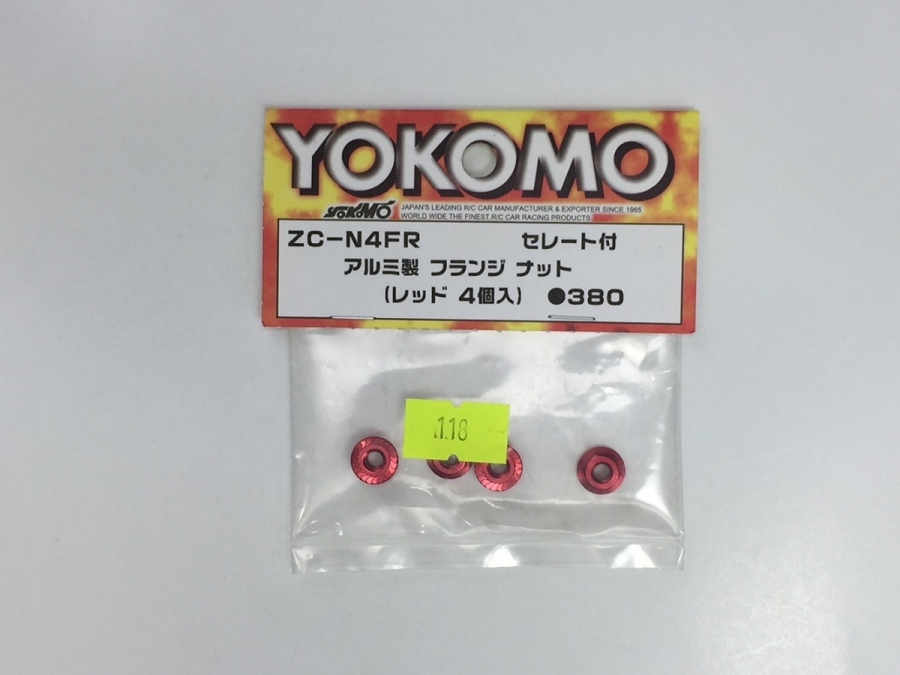 YOKOMO
YOKOMO JAPAN'S LEADING R/C CAR MANUFACTURER & EXPORTER SINCE 1965
WORLD WIDE THE FINEST R/C CAR RACING PRODUCTS
ZC-N4FR セレート付
アルミ製 フランジ ナット
(レッド 4個入) ●380
118